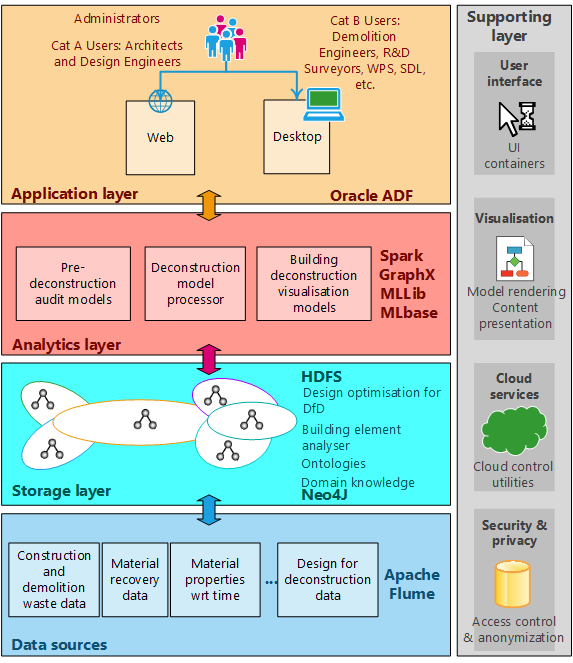 Administrators
Cat A Users: Architects
and Design Engineers
Cat B Users:
Demolition
Engineers, R&D
Surveyors, WPS, SDL,
etc.
Web
Desktop
Application layer
Oracle ADF
Pre-
deconstruction
audit models
Deconstruction
model
processor
Building
deconstruction
visualisation
models
Spark
GraphX
MLLib
MLbase
Analytics layer
HDFS
Design optimisation for
DfD
Building element
analyser
Ontologies
Domain knowledge
Neo4J
Storage layer
Construction
and
demolition
waste data
Material
recovery
data
Material
properties
wrt time
...
Design for
deconstruction
data
Apache
Flume
Data sources
Supporting
layer
User
interface
UI
containers
Visualisation
Model rendering
Content
presentation
Cloud
services
Cloud control
utilities
Security &
privacy
Access control
& anonymization